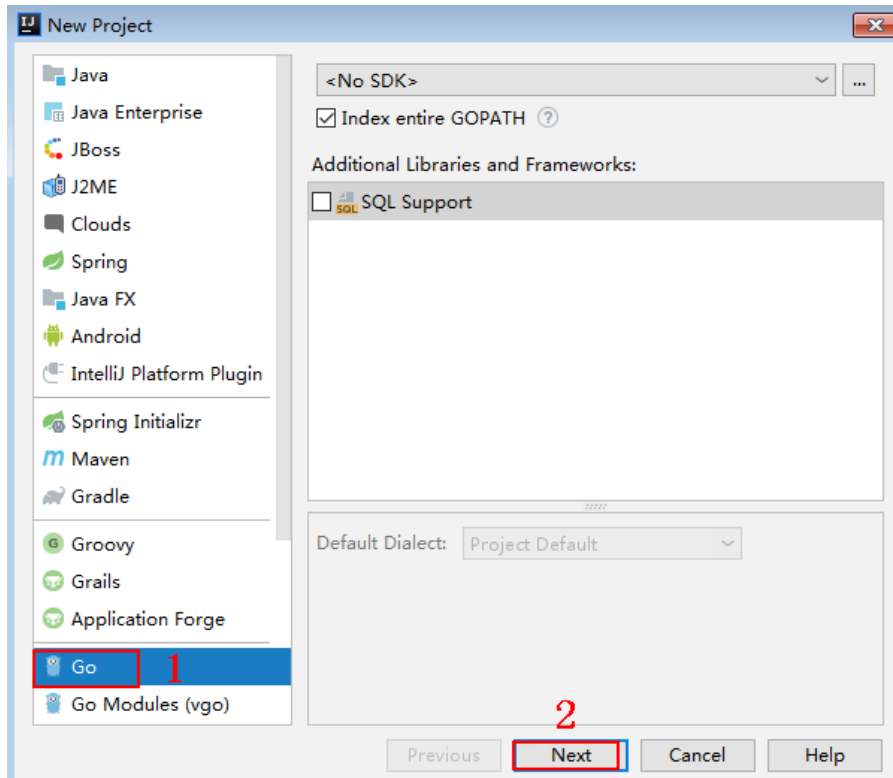 New Project
Java
Java Enterprise
JBoss
J2ME
Clouds
Spring
Java FX
Android
IntelliJ Platform Plugin
Spring Initializr
Maven
Gradle
Groovy
Grails
Application Forge
Go 1
Go Modules (vgo)
<No SDK>
...
Index entire GOPATH ?
Additional Libraries and Frameworks:
SQL SQL Support
Default Dialect: Project Default
2
Previous Next Cancel Help